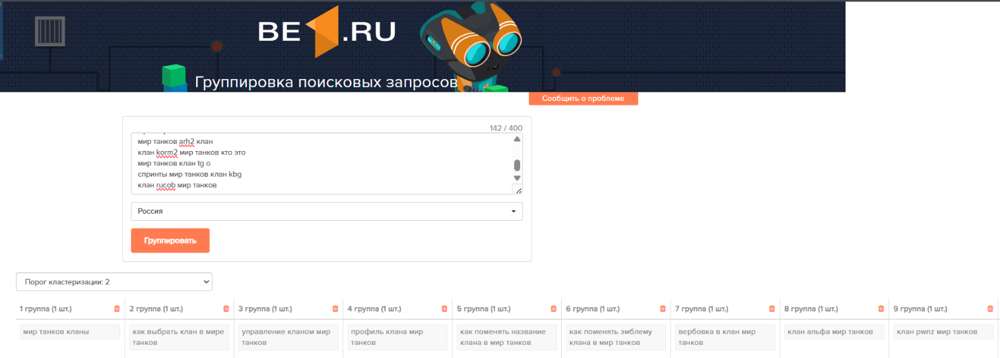 BE1.RU
Группировка поисковых запросов
Сообщить о проблеме
142 / 400
мир танков arh2 клан
клан korm2 мир танков кто это
мир танков клан tg o
спринты мир танков клан kbg
клан rucob мир танков
Россия
Группировать
Порог кластеризации: 2
1 группа (1 шт.)
2 группа (1 шт.)
3 группа (1 шт.)
4 группа (1 шт.)
5 группа (1 шт.)
6 группа (1 шт.)
7 группа (1 шт.)
8 группа (1 шт.)
9 группа (1 шт.)
мир танков кланы
как выбрать клан в мире
танков
управление кланом мир
танков
профиль клана мир
танков
как поменять название
клана в мир танков
как поменять эмблему
клана в мир танков
вербовка в клан мир
танков
клан альфа мир танков
клан pwnz мир танков